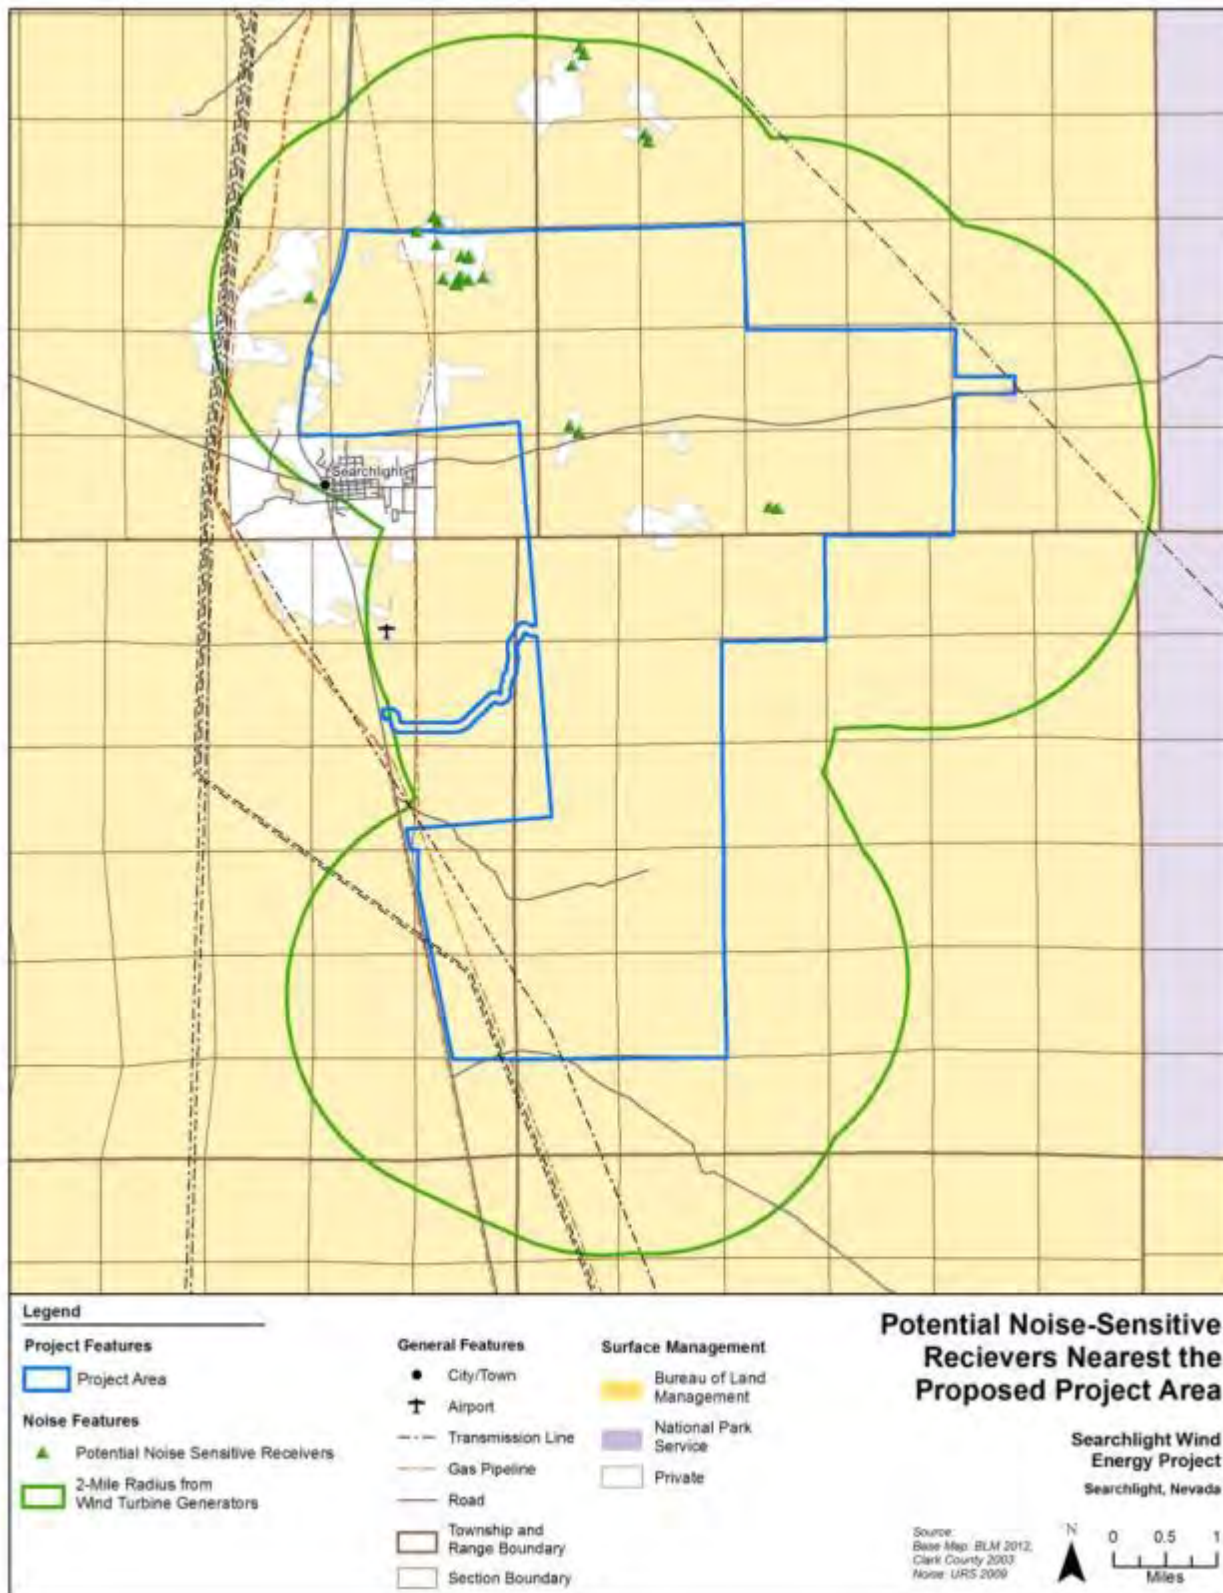 Searchlight
Legend
Project Features
Project Area
Noise Features
Potential Noise Sensitive Receivers
2-Mile Radius from
Wind Turbine Generators
General Features
City/Town
Airport
Transmission Line
Gas Pipeline
Road
Township and
Range Boundary
Section Boundary
Surface Management
Bureau of Land
Management
National Park
Service
Private
Potential Noise-Sensitive
Recievers Nearest the
Proposed Project Area
Searchlight Wind
Energy Project
Searchlight, Nevada
Source:
Base Map: BLM 2012,
Clark County 2003
Noise: URS 2009
N
0 0.5 1
Miles